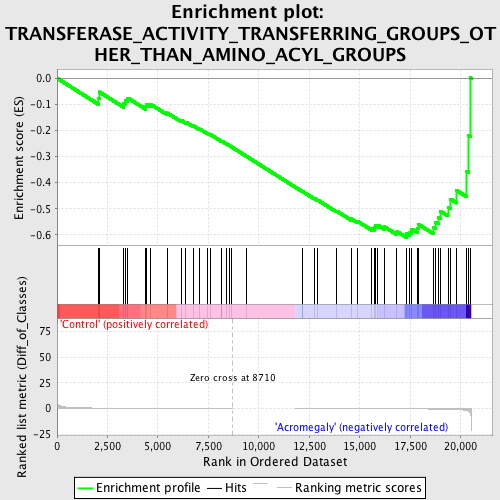 Enrichment plot:
TRANSFERASE_ACTIVITY_TRANSFERRING_GROUPS_OT
HER_THAN_AMINO_ACYL_GROUPS
Enrichment score (ES)
0.0
-0.1
-0.2
-0.3
-0.4
-0.5
-0.6
'Control' (positively correlated)
Ranked list metric (Diff_of_Classes)
75
50
25
0
-25
Zero cross at 8710
'Acromegaly' (negatively correlated)
0
2,500
5,000
7,500
10,000
12,500
15,000
17,500
20,000
Rank in Ordered Dataset
Enrichment profile
Hits
Ranking metric scores